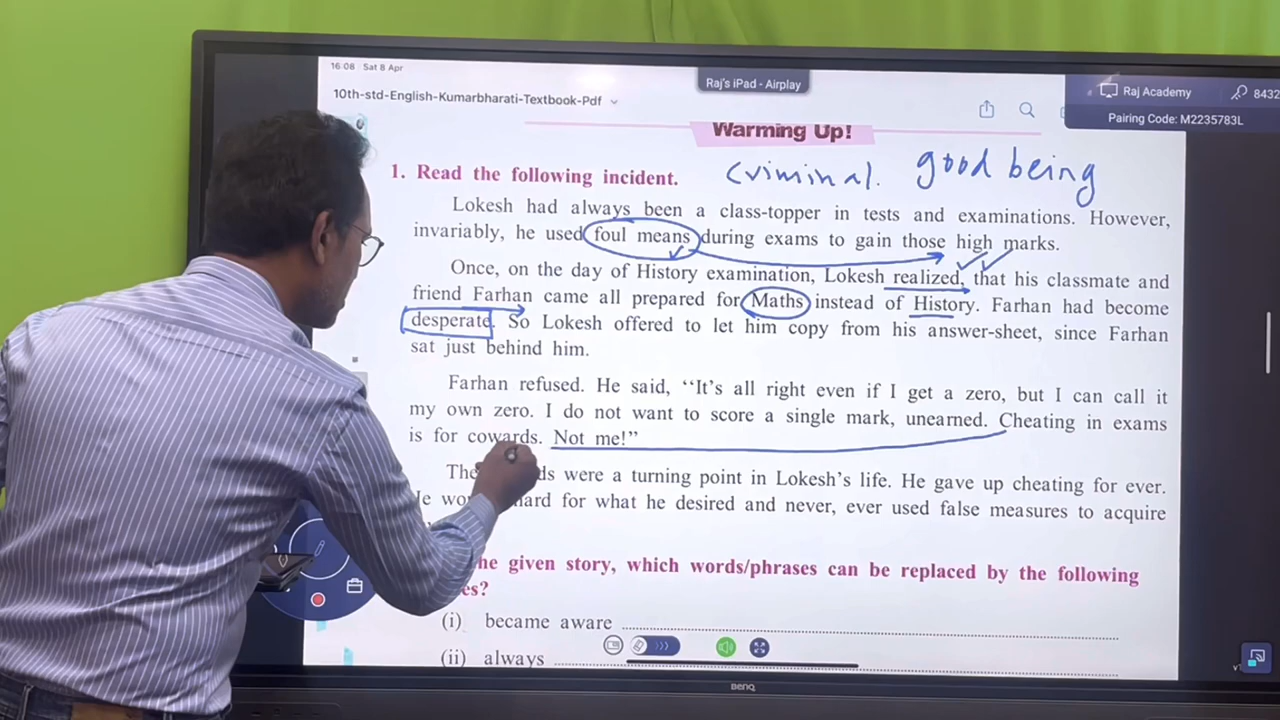 16:08 Sat 8 Apr
Raj's iPad - Airplay
Raj Academy
8432
10th-std-English-Kumarbharati-Textbook-Pdf
Pairing Code: M2235783L
Warming Up!
criminal. good being
1. Read the following incident.
Lokesh had always been a class-topper in tests and examinations. However,
invariably, he used foul means during exams to gain those high marks.
Once, on the day of History examination, Lokesh realized, that his classmate and
friend Farhan came all prepared for Maths instead of History. Farhan had become
desperate. So Lokesh offered to let him copy from his answer-sheet, since Farhan
sat just behind him.
Farhan refused. He said, ‘‘It's all right even if I get a zero, but I can call it
my own zero. I do not want to score a single mark, unearned. Cheating in exams
is for cowards. Not me!’’
were a turning point in Lokesh's life. He gave up cheating for ever.
hard for what he desired and never, ever used false measures to acquire
given story, which words/phrases can be replaced by the following
(i) became aware
(ii) always
BenQ